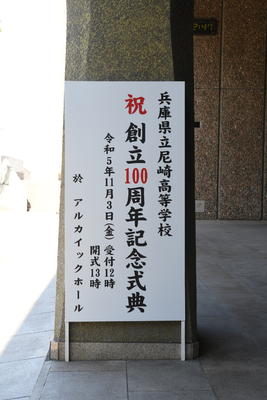 兵庫県立尼崎高等学校
祝 創立100周年記念式典
令和5年11月3日(金) 受付12時
開式13時
於 アルカイックホール